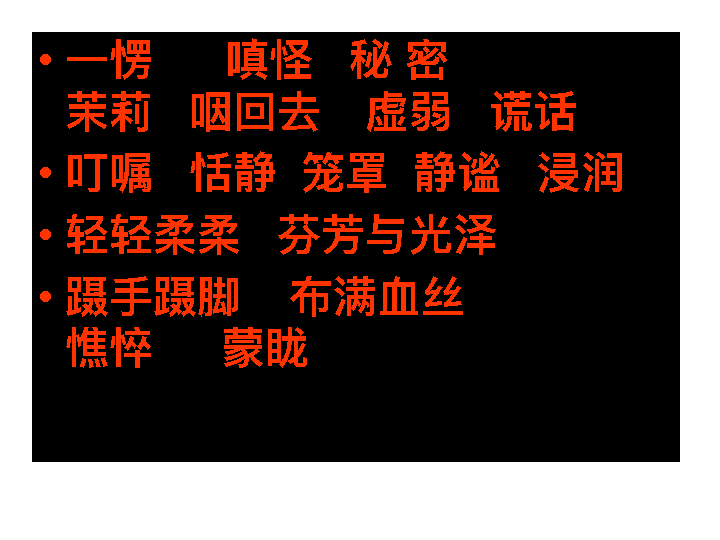 • 一愣 嗔怪 秘 密
茉莉 咽回去 虚弱 谎话
• 叮嘱 恬静 笼罩 静谧 浸润
• 轻轻柔柔 芬芳与光泽
• 蹑手蹑脚 布满血丝
憔悴 蒙眬